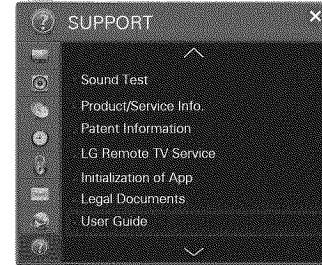 SUPPORT
Sound Test
Product/Service Info.
Patent Information
LG Remote TV Service
Initialization of App
Legal Documents
User Guide